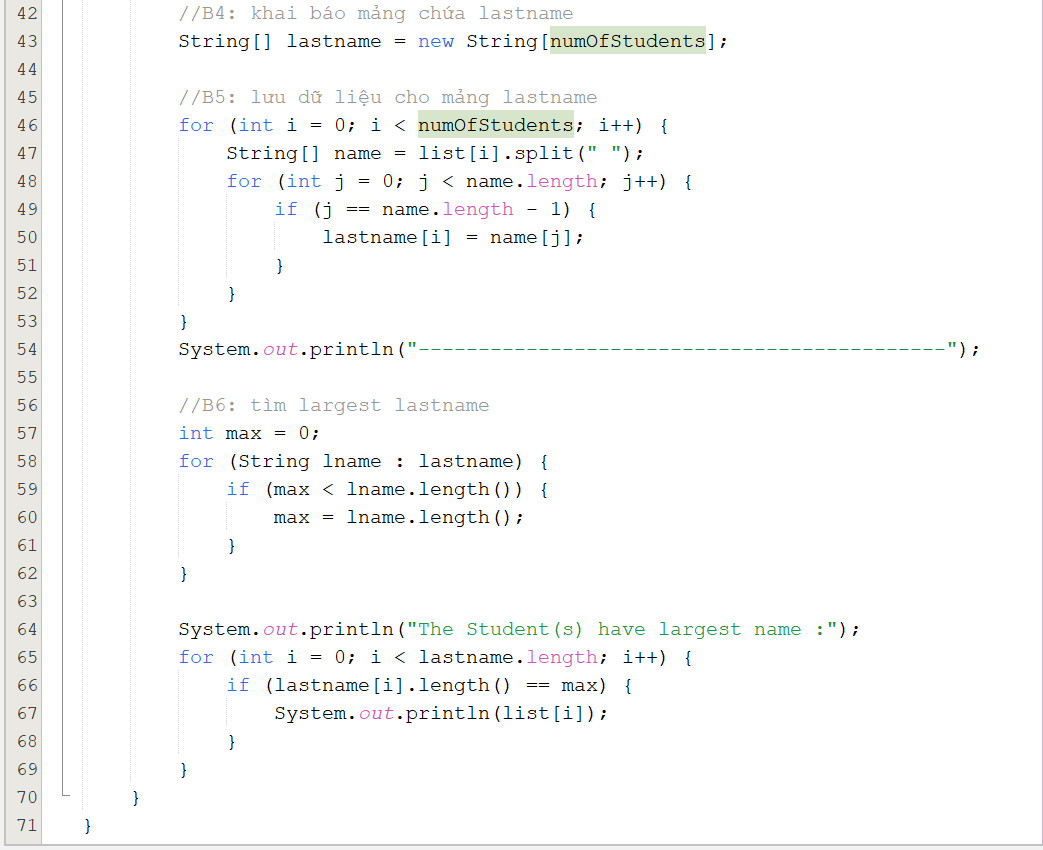 42 //B4: khai báo mảng chứa lastname
43 String[] lastname = new String[numOfStudents];
44
45 //B5: lưu dữ liệu cho mảng lastname
46 for (int i = 0; i < numOfStudents; i++) {
47 String[] name = list[i].split(" ");
48 for (int j = 0; j < name.length; j++) {
49 if (j == name.length - 1) {
50 lastname[i] = name[j];
51 }
52 }
53 }
54 System.out.println("--------------------------------------------");
55
56 //B6: tìm largest lastname
57 int max = 0;
58 for (String lname : lastname) {
59 if (max < lname.length()) {
60 max = lname.length();
61 }
62 }
63
64 System.out.println("The Student(s) have largest name :");
65 for (int i = 0; i < lastname.length; i++) {
66 if (lastname[i].length() == max) {
67 System.out.println(list[i]);
68 }
69 }
70 }
71 }